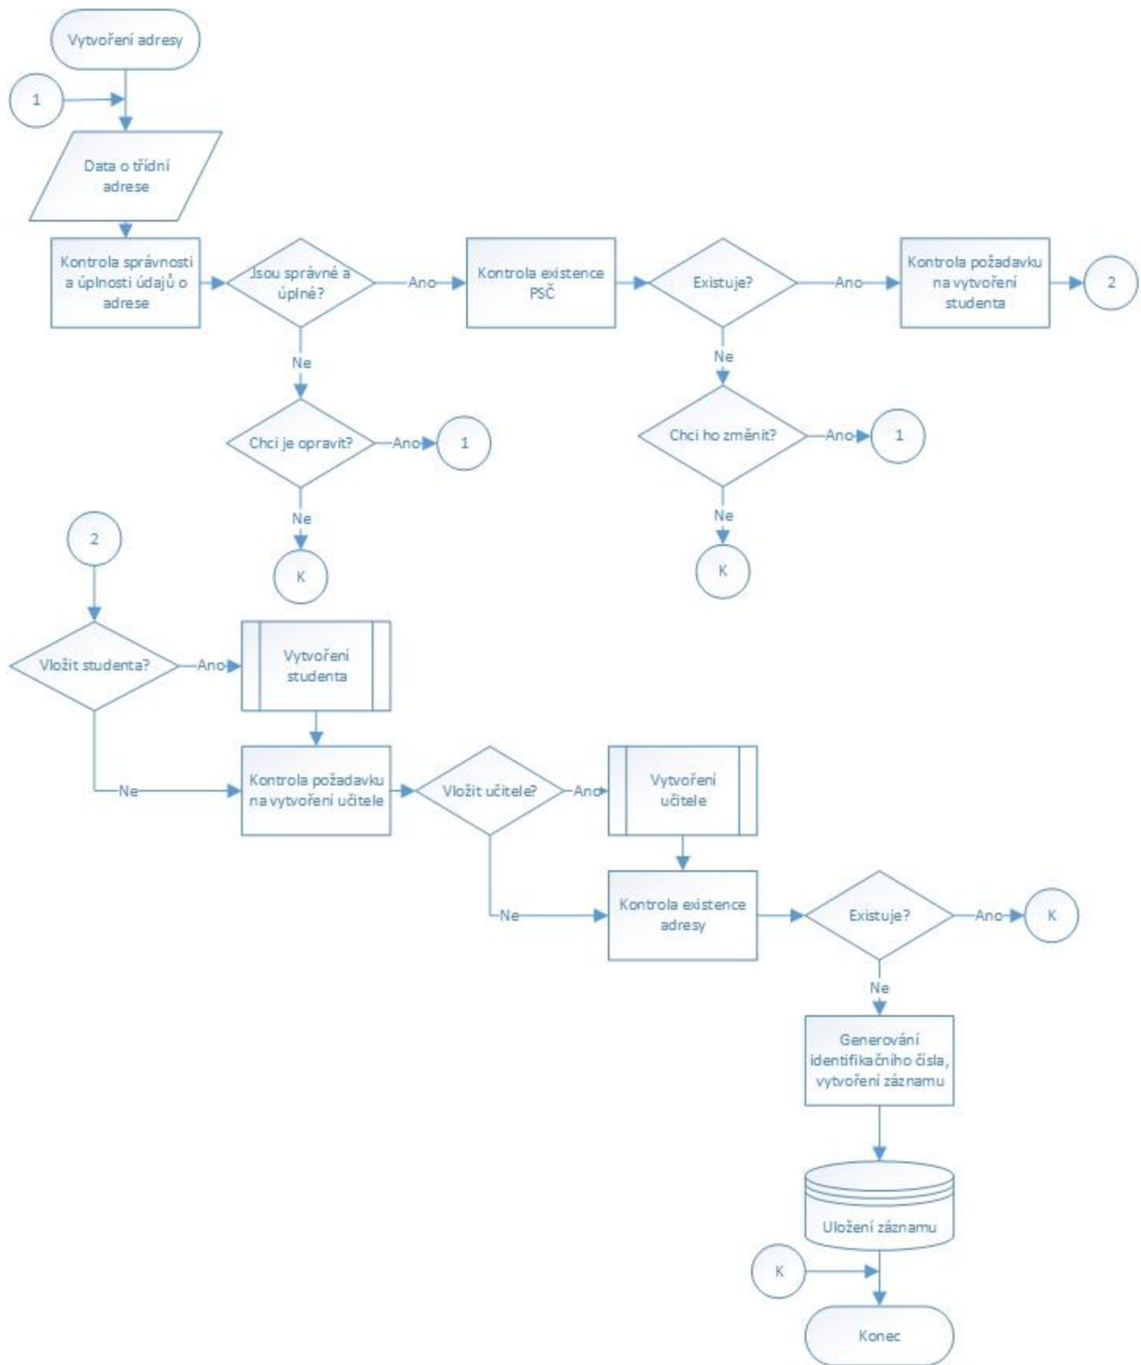 Vytvoření adresy
1
Data o třídní
adrese
Kontrola správnosti
a úplnosti údajů o
adrese
Jsou správné a
úplné?
Ano
Kontrola existence
PSČ
Existuje?
Ano
Kontrola požadavku
na vytvoření
studenta
2
Ne
Ne
Chci je opravit?
Ano
1
Chci ho změnit?
Ano
1
Ne
Ne
K
K
2
Vložit studenta?
Ano
Vytvoření
studenta
Ne
Kontrola požadavku
na vytvoření učitele
Vložit učitele?
Ano
Vytvoření
učitele
Ne
Kontrola existence
adresy
Existuje?
Ano
K
Ne
Generování
identifikačního čísla,
vytvoření záznamu
Uložení záznamu
K
Konec